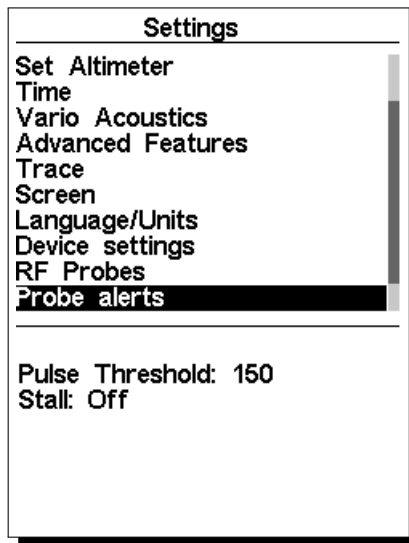 Settings
Set Altimeter
Time
Vario Acoustics
Advanced Features
Trace
Screen
Language/Units
Device settings
RF Probes
Probe alerts
Pulse Threshold: 150
Stall: Off